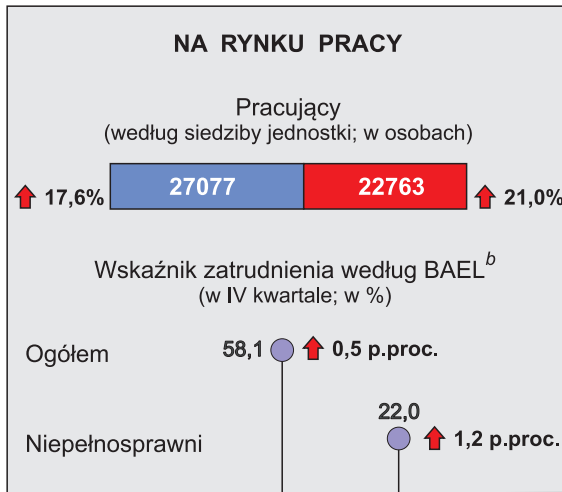 NA RYNKU PRACY
Pracujący
(według siedziby jednostki; w osobach)
17,6% 27077 22763 21,0%
Wskaźnik zatrudnienia według BAEL b
(w IV kwartale; w %)
Ogółem 58,1 0,5 p.proc.
22,0
Niepełnosprawni 1,2 p.proc.